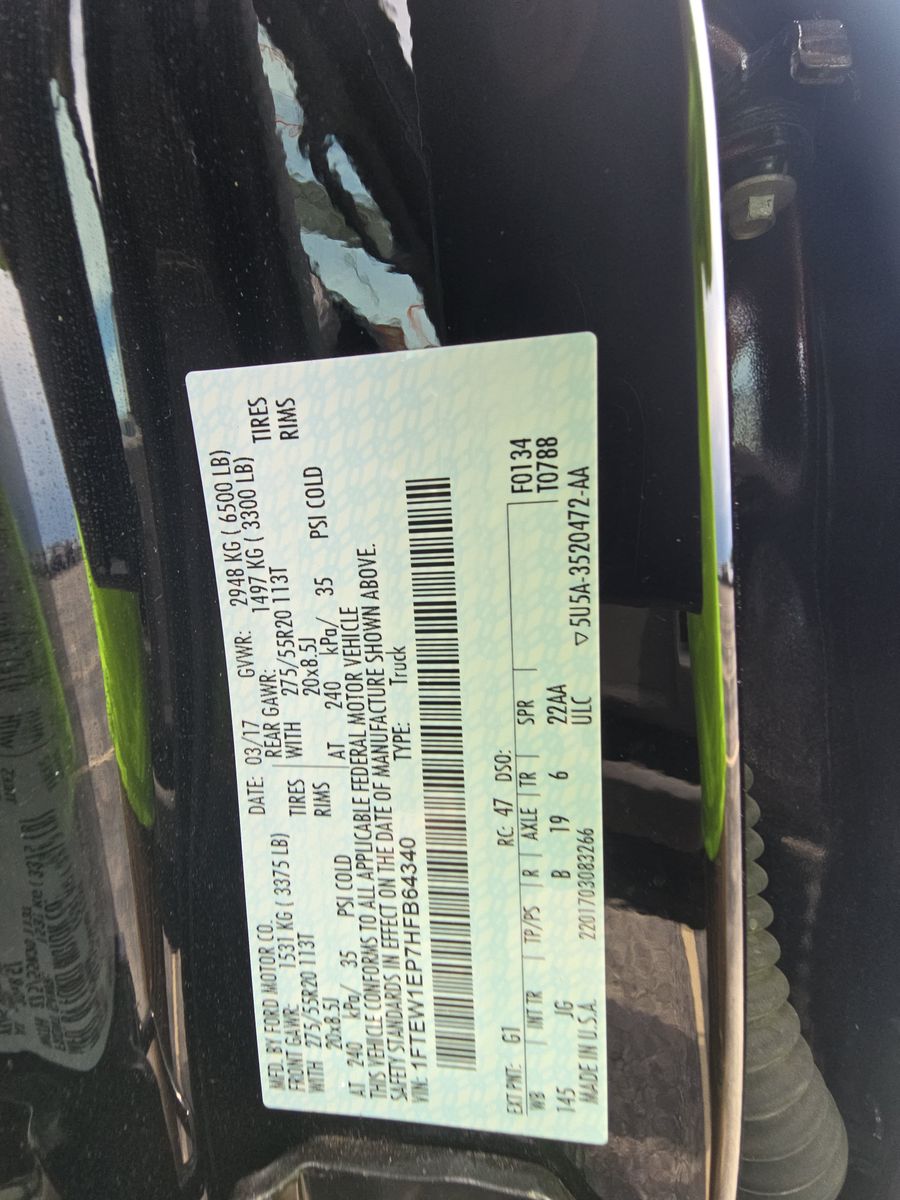 MFD. BY FORD MOTOR CO. DATE: 03/17 GVWR: 2948 KG ( 6500 LB)
FRONT GAWR: 1531 KG ( 3375 LB) REAR GAWR: 1497 KG ( 3300 LB)
WITH 275/55R20 113T TIRES WITH 275/55R20 113T TIRES
20x8.5J RIMS 20x8.5J RIMS
AT 240 kPa/ 35 PSI COLD AT 240 kPa/ 35 PSI COLD
THIS VEHICLE CONFORMS TO ALL APPLICABLE FEDERAL MOTOR VEHICLE
SAFETY STANDARDS IN EFFECT ON THE DATE OF MANUFACTURE SHOWN ABOVE.
VIN: 1FTEW1EP7HFB64340 TYPE: Truck
F0134
T0788
EXT PNT: G1 RC: 47 DSO:
WB INT TR TP/PS R AXLE TR SPR
145 JG B 19 6 22AA
MADE IN U.S.A. 2201703083266 ULC ▽5U5A-3520472-AA